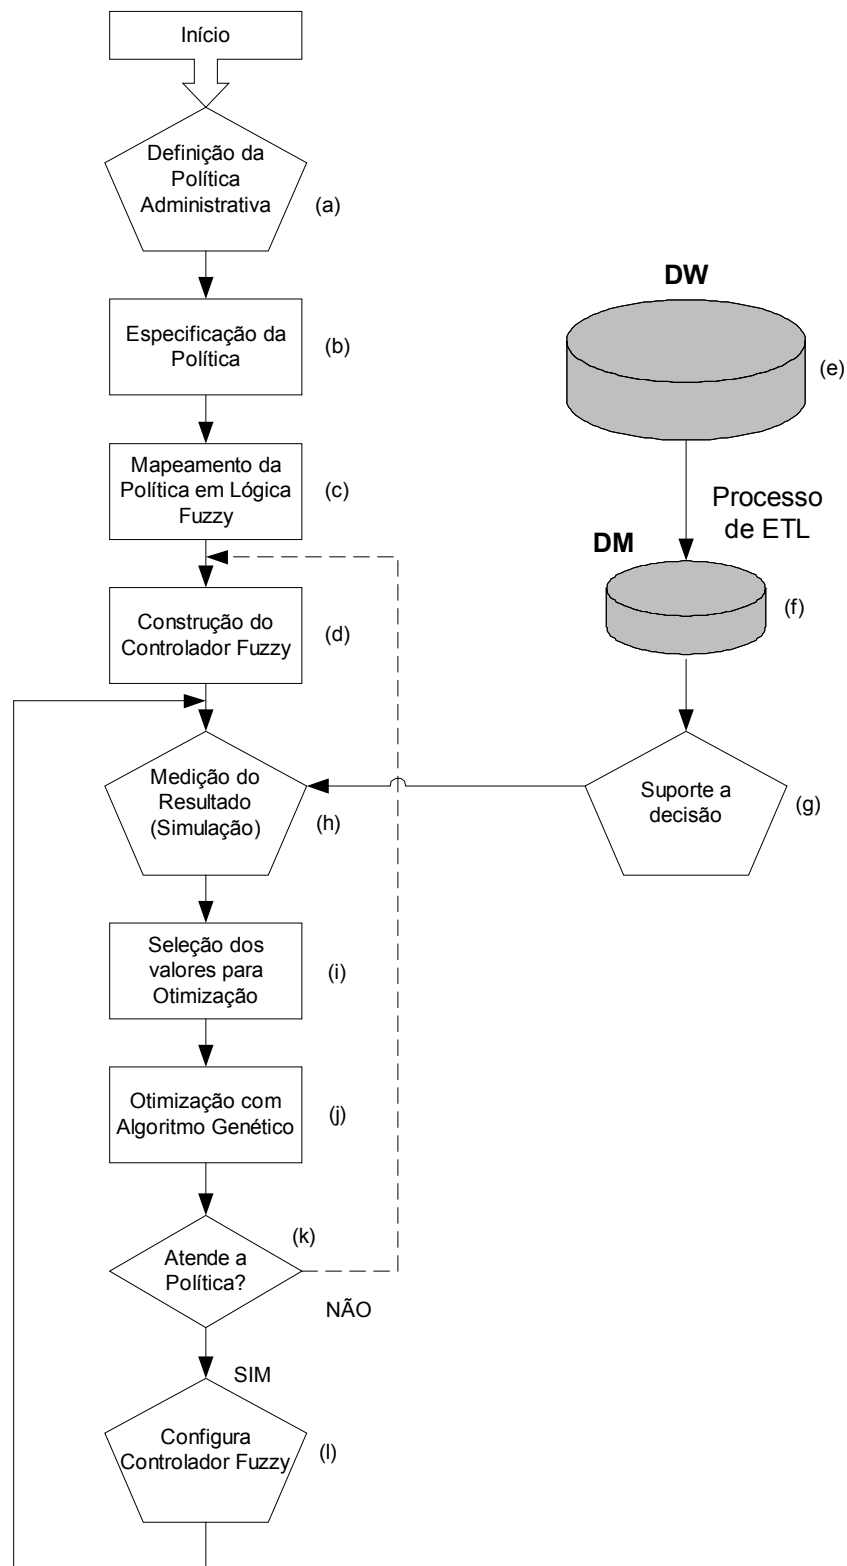 Início
Definição da
Política
Administrativa
(a)
DW
Especificação da
Política
(b)
(e)
Mapeamento da
Política em Lógica
Fuzzy
(c)
Processo
de ETL
DM
(f)
Construção do
Controlador Fuzzy
(d)
Medição do
Resultado
(Simulação)
(h)
Suporte a
decisão
(g)
Seleção dos
valores para
Otimização
(i)
Otimização com
Algoritmo Genético
(j)
(k)
Atende a
Política?
NÃO
SIM
Configura
Controlador Fuzzy
(l)